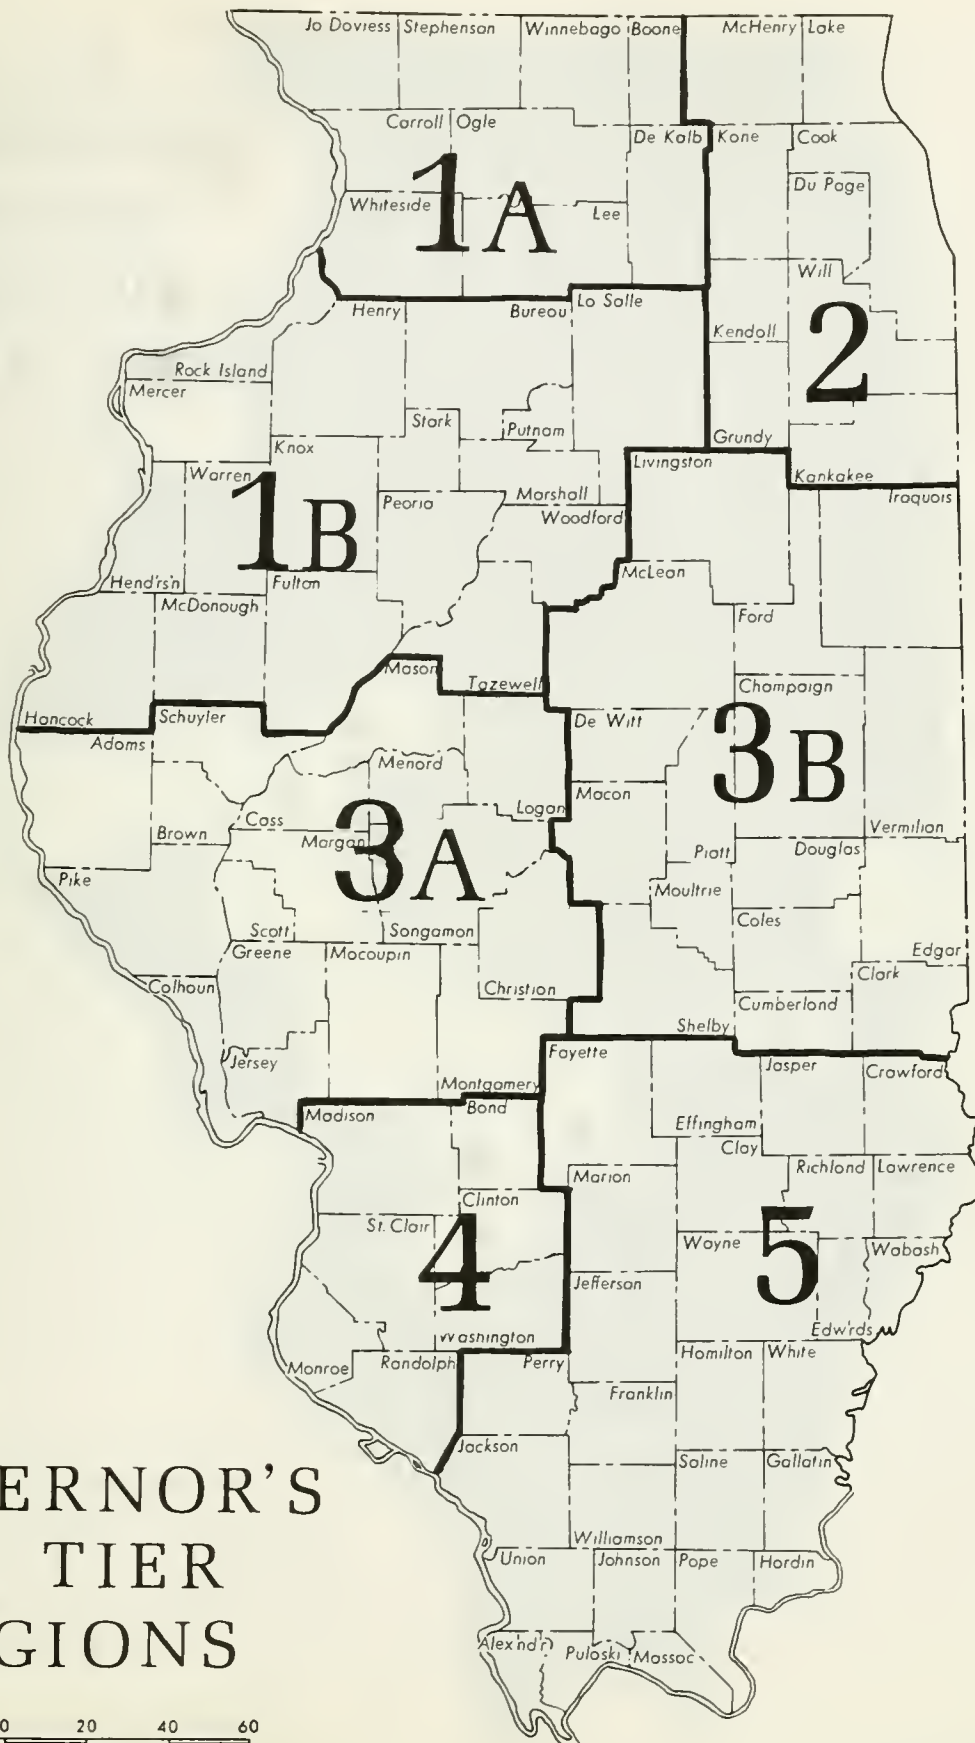 Jo Daviess Stephenson Winnebago Boone McHenry Lake
Carroll Ogle De Kalb Kane Cook
1A
Du Page
Whiteside Lee
Will
Henry Bureau La Salle
2
Kendall
Rock Island
Mercer
Stark Putnam
Knox Grundy
Livingston
Warren Kankakee
1B
Peoria Marshall Iraquois
Woodford
Hend'rs'n Fulton McLean
McDonough
Ford
Mason
Tazewell Champaign
Hancock Schuyler De Witt
3B
Adams
Menard
Macon
3A
Cass Logan
Brown Morgan Vermilian
Piatt Douglas
Pike Moultrie
Coles
Scott Sangamon
Greene Macoupin Edgar
Clark
Calhoun Christian
Cumberland
Shelby
Fayette
Jersey Jasper Crawford
Montgomery
Madison Bond
Effingham
Clay
Marion Richland Lawrence
Clinton
St. Clair
4
5
Wayne Wabash
Jefferson
Washington Edw'rds
Monroe Randolph Perry Hamilton White
Franklin
Jackson
Saline Gallatin
ERNOR'S
TIER
GIONS
Williamson
Union Johnson Pope Hardin
Alex'nd'r Pulaski Massac
0 20 40 60